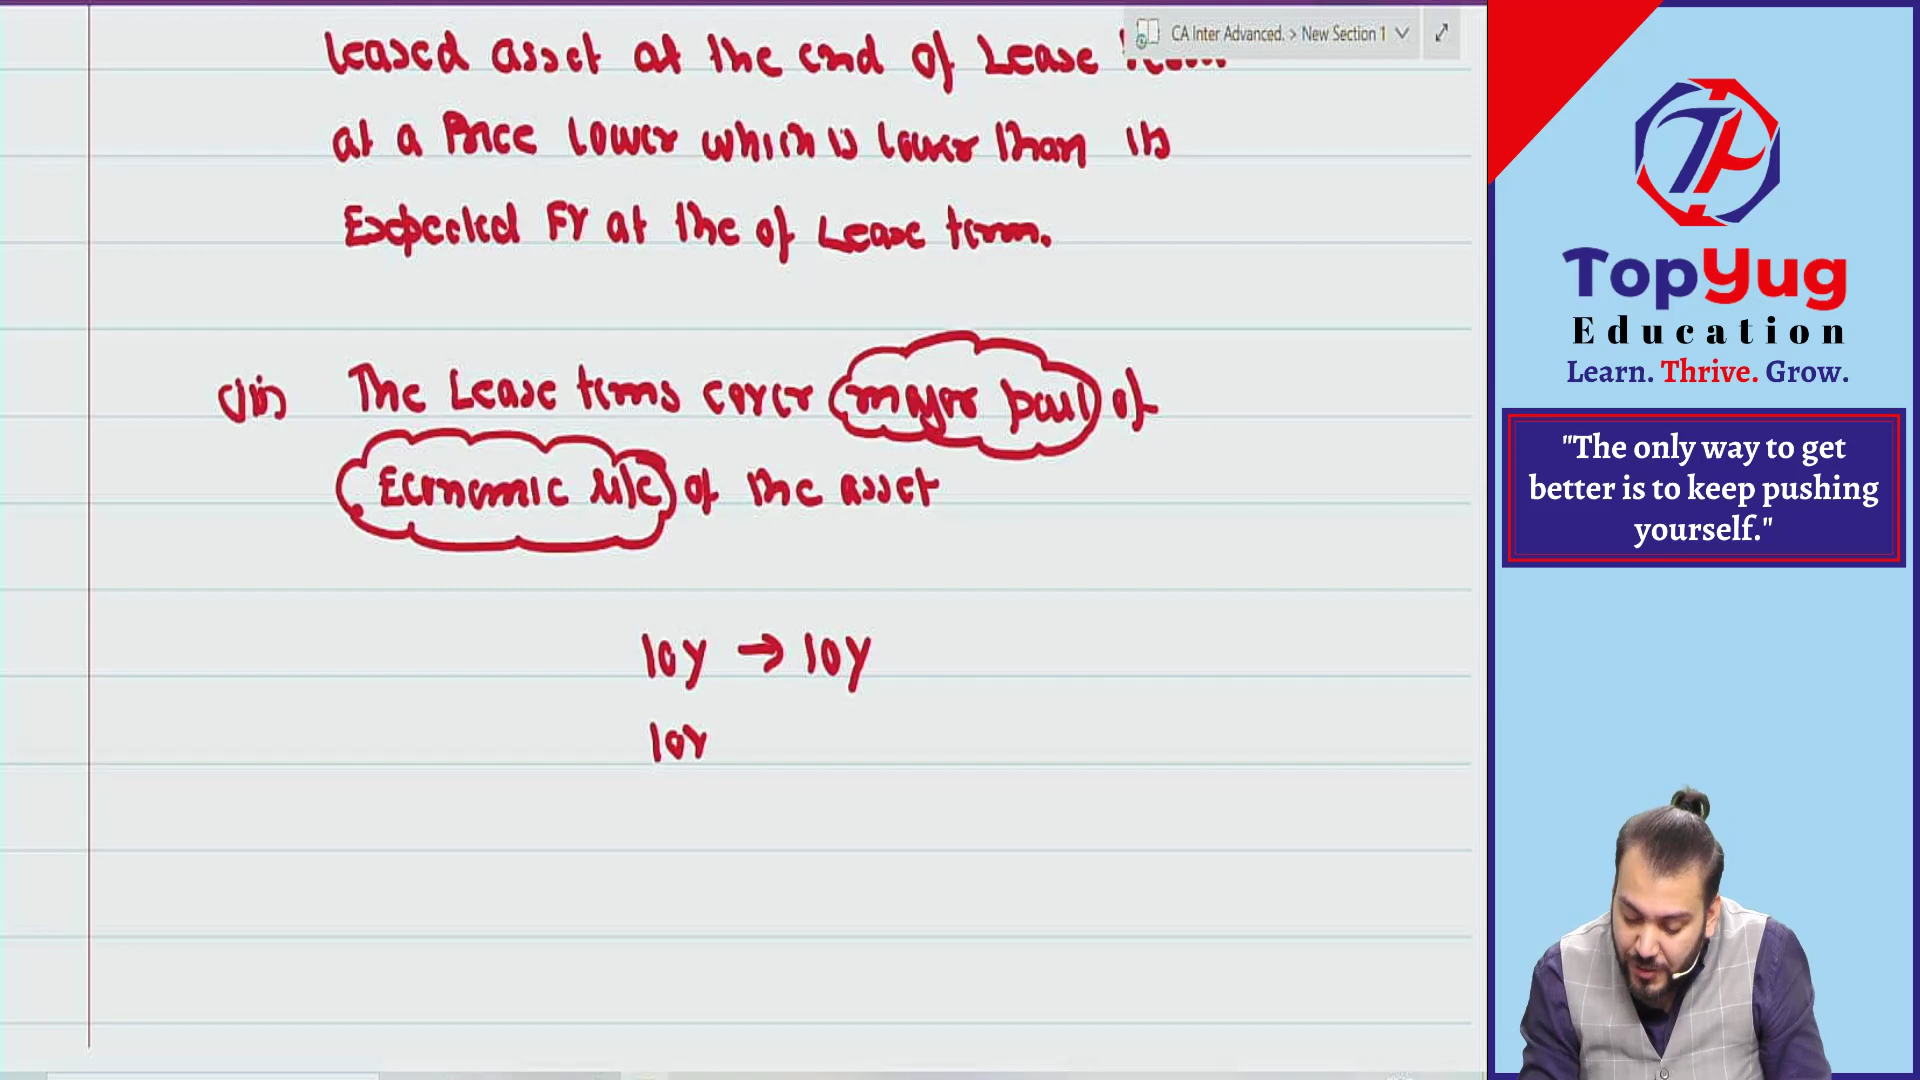 CA Inter Advanced. > New Section 1
leased asset at the end of Lease
at a Price lower which is lower than its
Expected FV at the of Lease term.
(iii) The Lease terms cover major part of
Economic life of the asset
10y → 10y
10y
TopYug
Education
Learn. Thrive. Grow.
"The only way to get
better is to keep pushing
yourself."